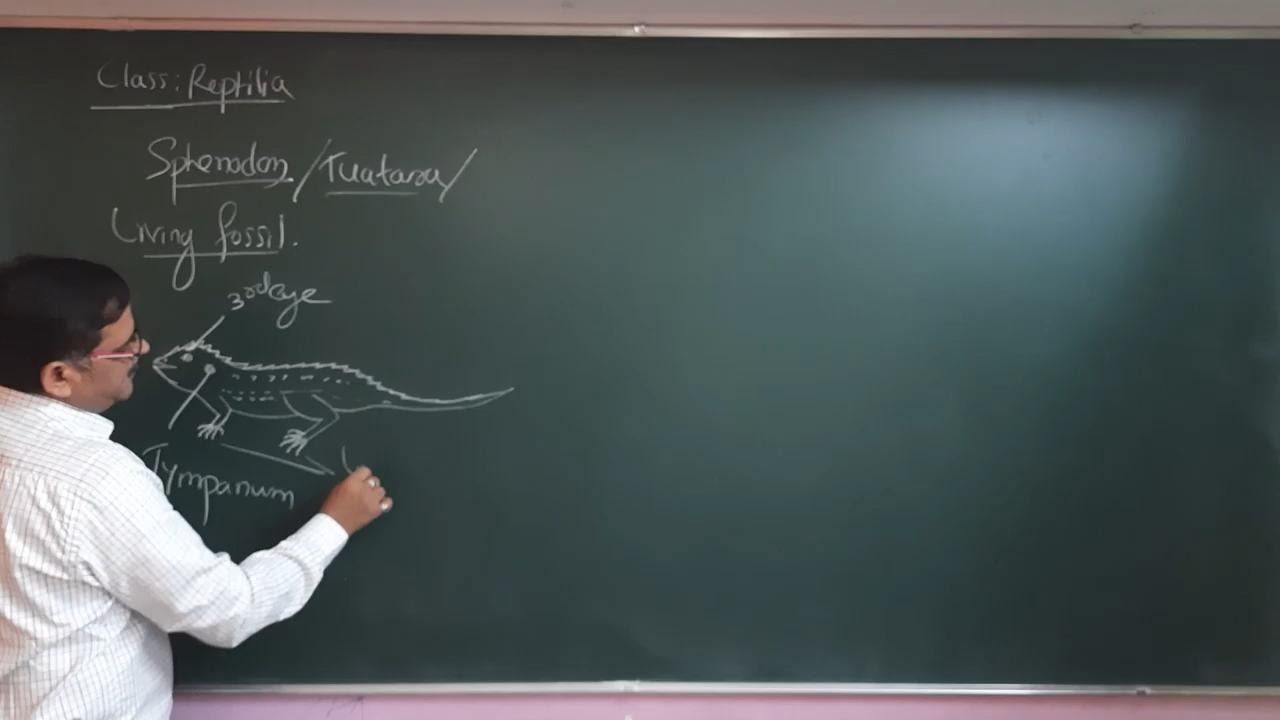 Class: Reptilia
Sphenodon/Tuatara/
Living fossil.
3rd eye
Tympanum